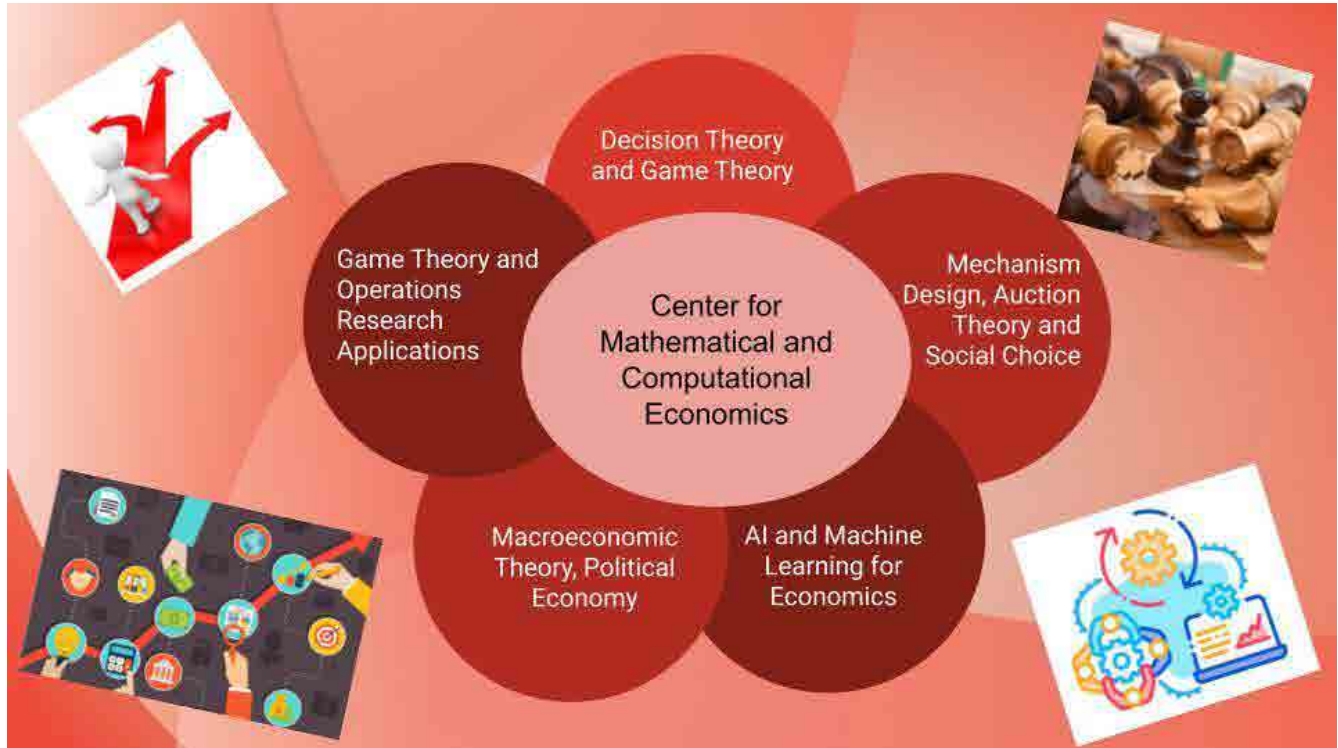 Decision Theory
and Game Theory
Game Theory and
Operations
Research
Applications
Center for
Mathematical and
Computational
Economics
Mechanism
Design, Auction
Theory and
Social Choice
Macroeconomic
Theory, Political
Economy
AI and Machine
Learning for
Economics